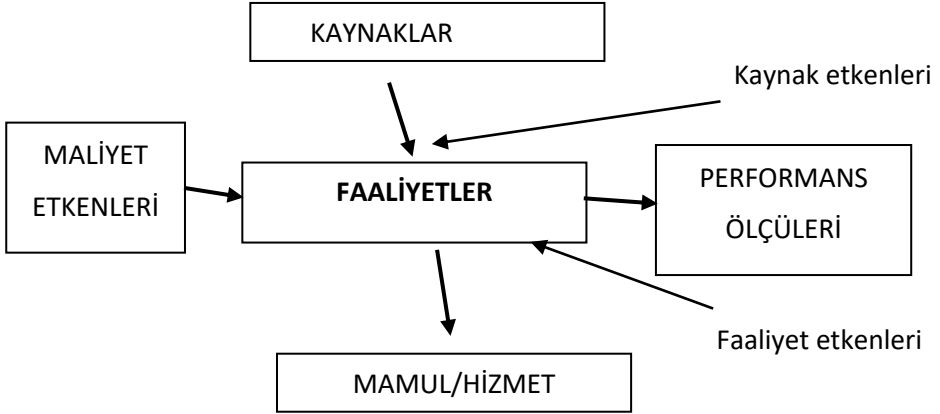 KAYNAKLAR
Kaynak etkenleri
MALİYET
ETKENLERİ
FAALİYETLER
PERFORMANS
ÖLÇÜLERİ
Faaliyet etkenleri
MAMUL/HİZMET